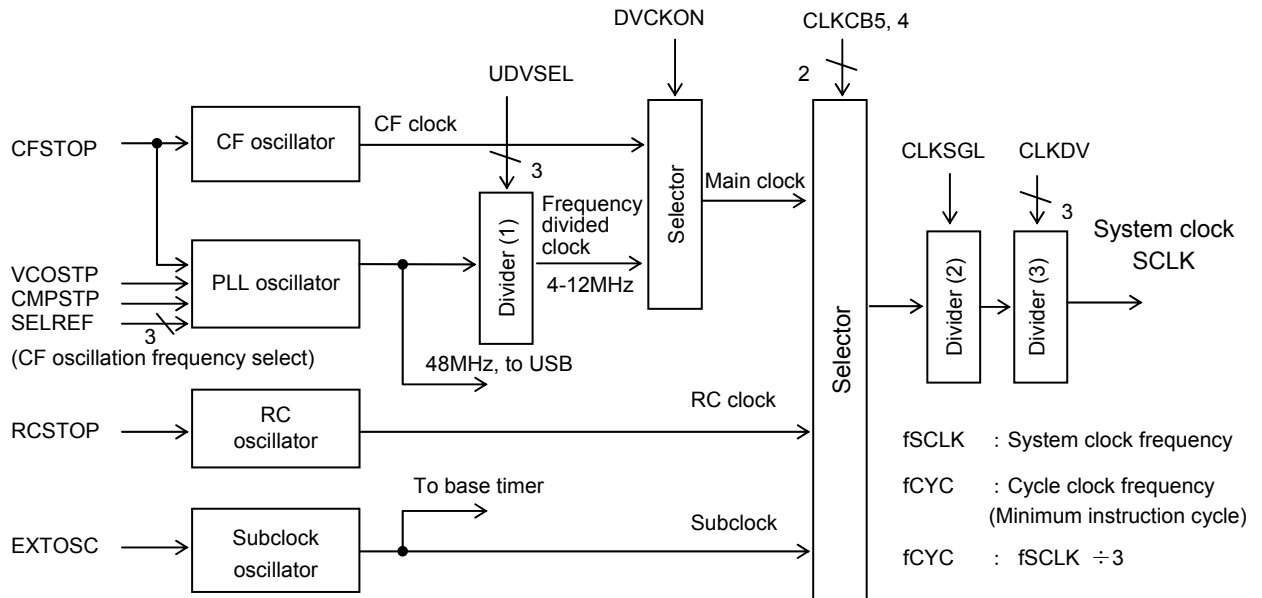 DVCKON
CLKCB5, 4
2
UDVSEL
CFSTOP
CF oscillator
CF clock
3
Selector
Main clock
CLKSGL
CLKDV
3
System clock
SCLK
Frequency
divided
clock
4-12MHz
Divider (1)
VCOSTP
CMPSTP
SELREF
3
PLL oscillator
(CF oscillation frequency select)
48MHz, to USB
Divider (2)
Divider (3)
Selector
RCSTOP
RC
oscillator
RC clock
To base timer
EXTOSC
Subclock
oscillator
Subclock
fSCLK : System clock frequency
fCYC : Cycle clock frequency
(Minimum instruction cycle)
fCYC : fSCLK ÷3